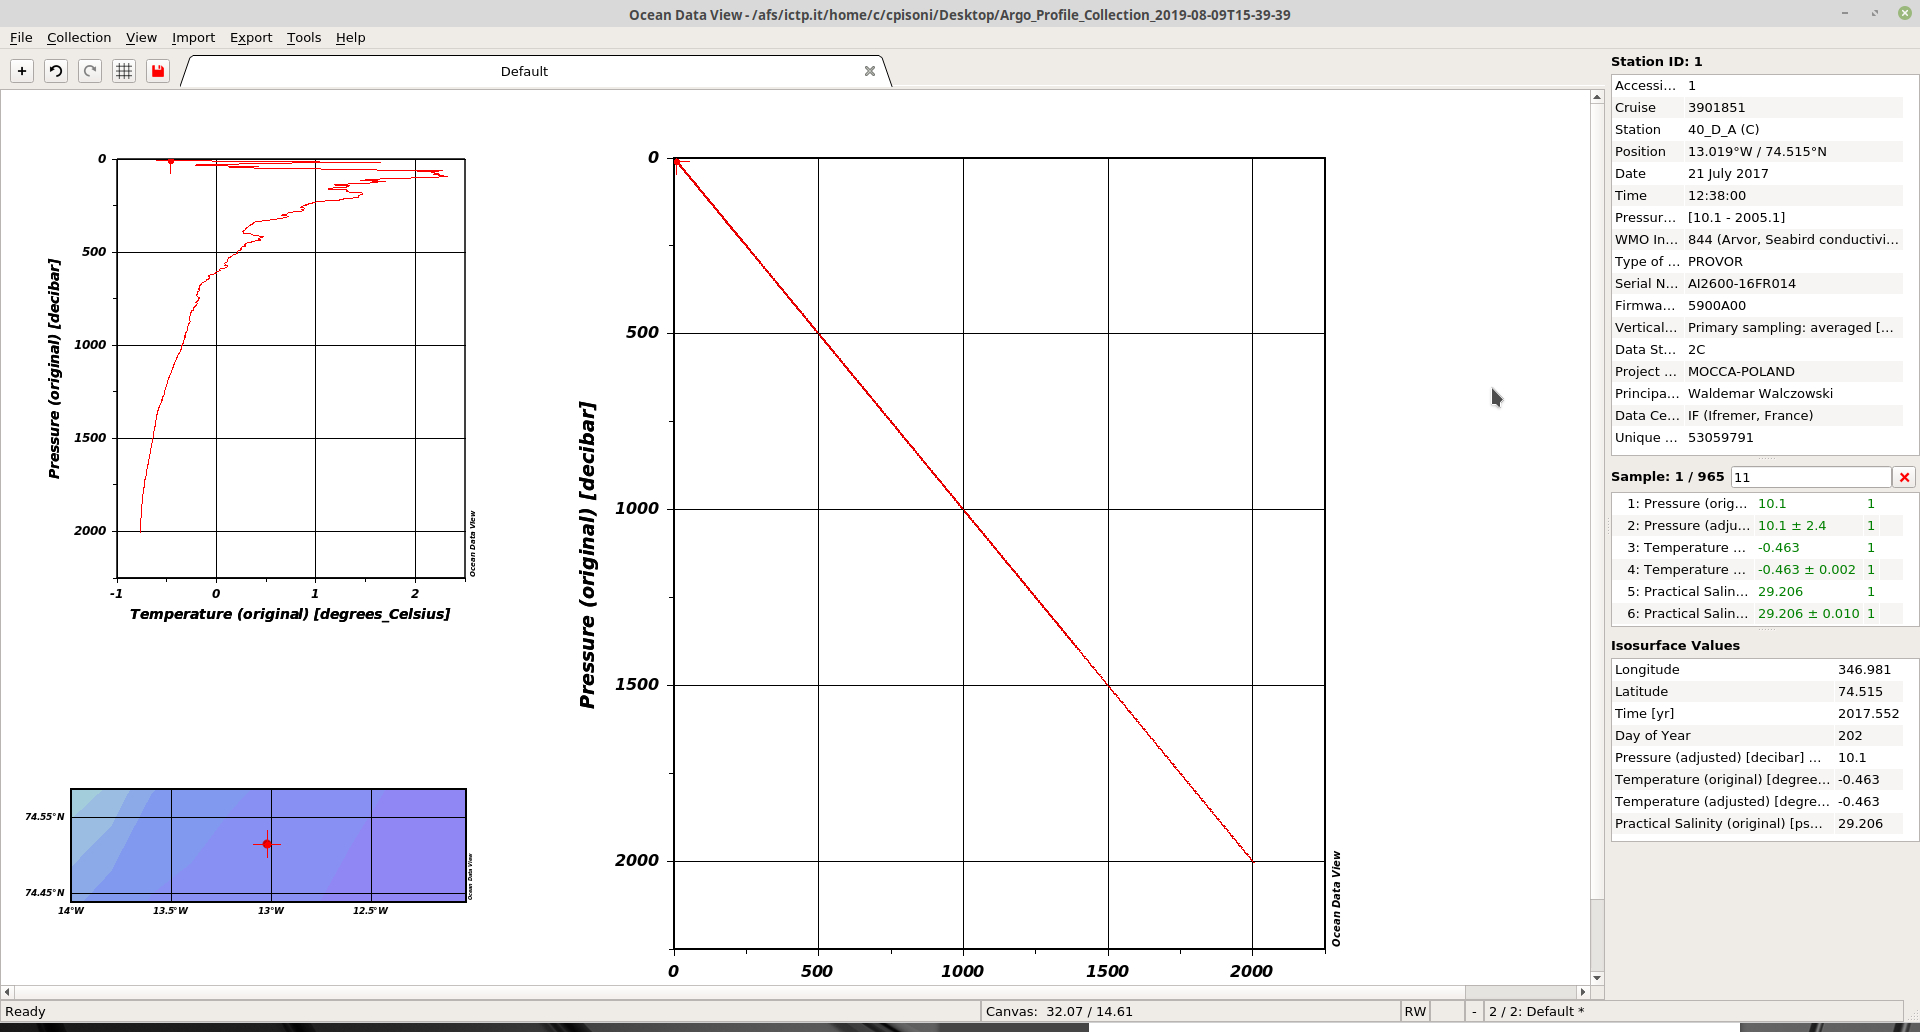 Ocean Data View - /afs/ictp.it/home/c/cpisoni/Desktop/Argo_Profile_Collection_2019-08-09T15-39-39
File Collection View Import Export Tools Help
Default
0
500
1000
1500
2000
Pressure (original) [decibar]
-1 0 1 2
Temperature (original) [degrees_Celsius]
Ocean Data View
74.55°N
74.45°N
14°W 13.5°W 13°W 12.5°W
Ocean Data View
0
500
1000
1500
2000
Pressure (original) [decibar]
0 500 1000 1500 2000
Ocean Data View
Station ID: 1
Accessi... 1
Cruise 3901851
Station 40_D_A (C)
Position 13.019°W / 74.515°N
Date 21 July 2017
Time 12:38:00
Pressur... [10.1 - 2005.1]
WMO In... 844 (Arvor, Seabird conductivi...
Type of ... PROVOR
Serial N... AI2600-16FR014
Firmwa... 5900A00
Vertical... Primary sampling: averaged [...
Data St... 2C
Project ... MOCCA-POLAND
Principa... Waldemar Walczowski
Data Ce... IF (Ifremer, France)
Unique ... 53059791
Sample: 1 / 965 11
1: Pressure (orig... 10.1 1
2: Pressure (adju... 10.1 ± 2.4 1
3: Temperature ... -0.463 1
4: Temperature ... -0.463 ± 0.002 1
5: Practical Salin... 29.206 1
6: Practical Salin... 29.206 ± 0.010 1
Isosurface Values
Longitude 346.981
Latitude 74.515
Time [yr] 2017.552
Day of Year 202
Pressure (adjusted) [decibar] ... 10.1
Temperature (original) [degree... -0.463
Temperature (adjusted) [degre... -0.463
Practical Salinity (original) [ps... 29.206
Ready Canvas: 32.07 / 14.61 RW - 2 / 2: Default *